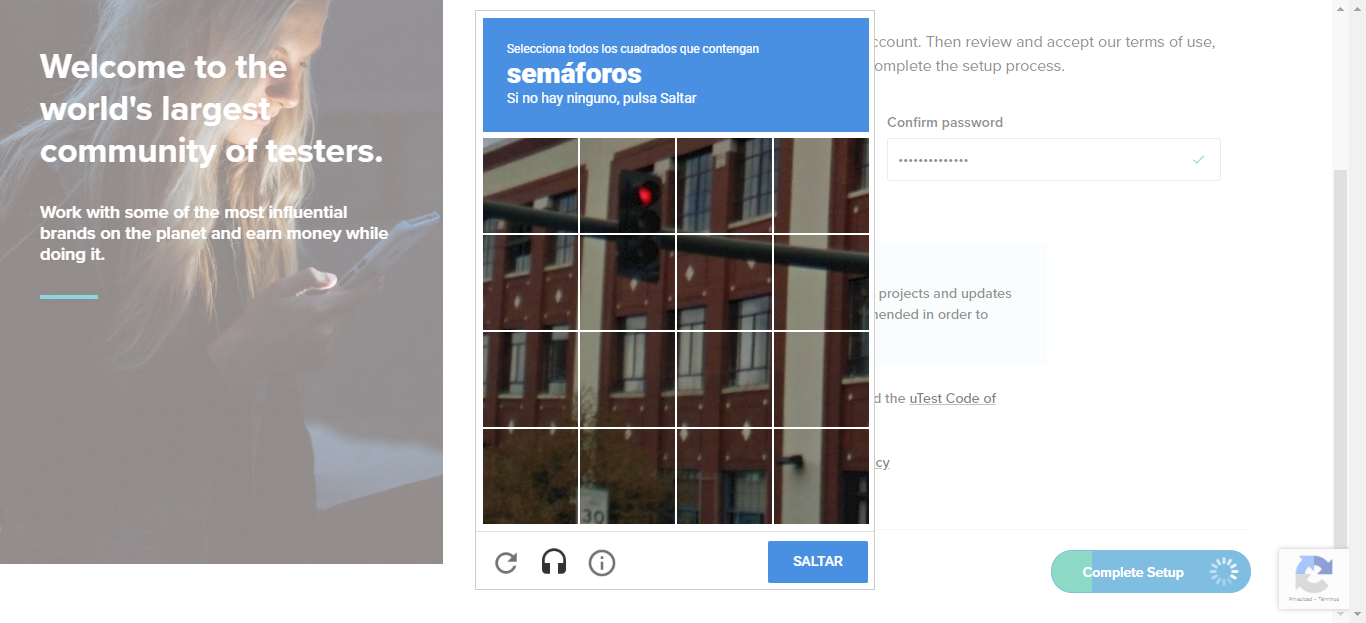 Welcome to the
world's largest
community of testers.
Work with some of the most influential
brands on the planet and earn money while
doing it.
Selecciona todos los cuadrados que contengan
semáforos
Si no hay ninguno, pulsa Saltar
30
SALTAR
ccount. Then review and accept our terms of use,
omplete the setup process.
Confirm password
projects and updates
ended in order to
d the uTest Code of
cy
Complete Setup
Privacidad - Términos